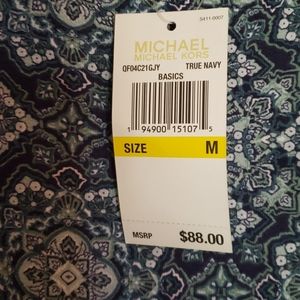 5411-0007
MICHAEL
MICHAEL KORS
QF04C21GJY TRUE NAVY
BASICS
1 94900 15107 5
SIZE M
MSRP $88.00